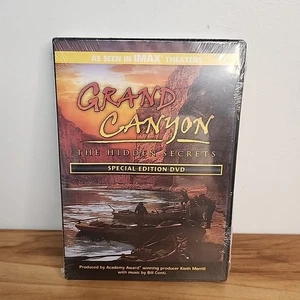 AS SEEN IN IMAX THEATERS
GRAND
CANYON
THE HIDDEN SECRETS
SPECIAL EDITION DVD
Produced by Academy Award winning producer Kieth Merrill
with music by Bill Conti.